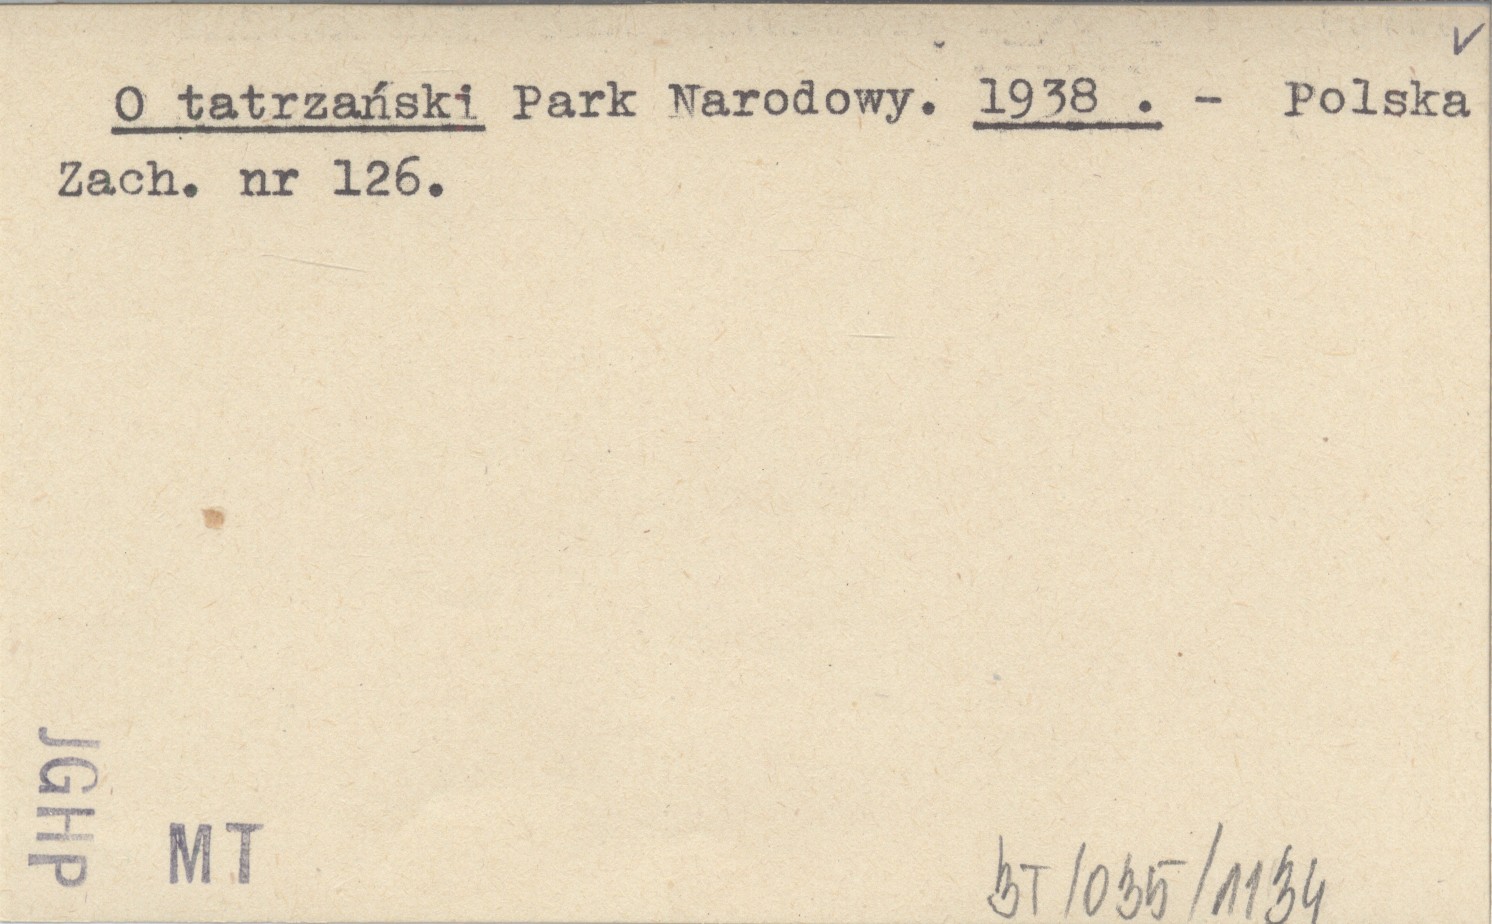 O tatrzański Park Narodowy. 1938 . - Polska
Zach. nr 126.
JGHP
MT
BT/035/1134